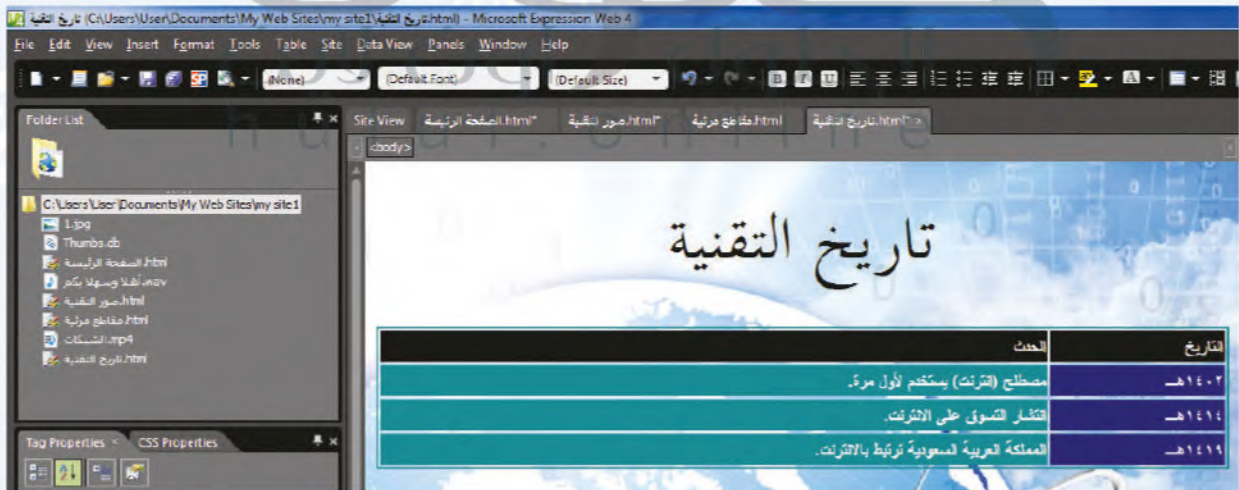 تاريخ التقنية (C:\Users\User\Documents\My Web Sites\my site1\تاريخ التقنية.html) - Microsoft Expression Web 4
File Edit View Insert Format Tools Table Site Data View Panels Window Help
(None) (Default Font) (Default Size)
Folder List
Site View الصفحة الرئيسة.html* صور التقنية.html* مقاطع مرئية.html تاريخ التقنية.html*
<body>
C:\Users\User\Documents\My Web Sites\my site1
1.jpg
Thumbs.db
الصفحة الرئيسة.html
أهلا وسهلا بكم.wav
صور التقنية.html
مقاطع مرئية.html
الشبكات.mp4
تاريخ التقنية.html
تاريخ التقنية
التاريخ الحدث
١٤٠٢هـ مصطلح (انترنت) يستخدم لأول مرة.
١٤١٤هـ انتشار التسوق على الانترنت.
١٤١٩هـ المملكة العربية السعودية ترتبط بالانترنت.
Tag Properties CSS Properties